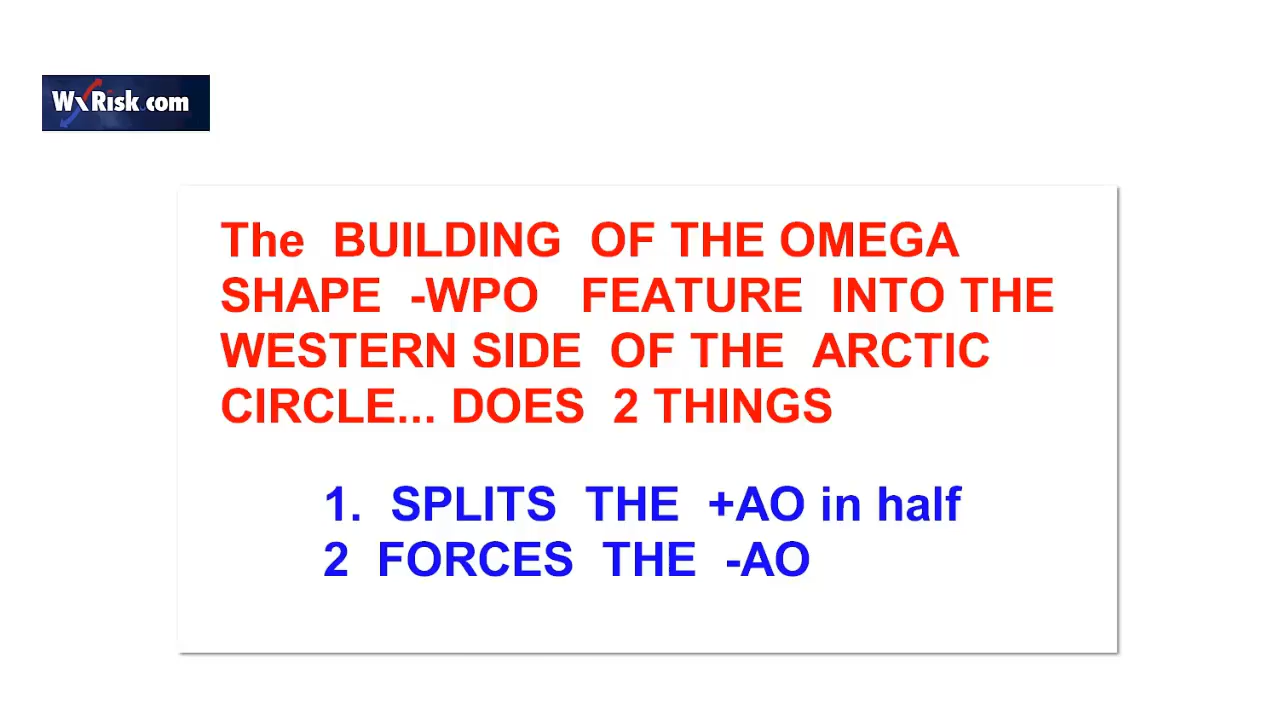 WxRisk.com
The BUILDING OF THE OMEGA
SHAPE -WPO FEATURE INTO THE
WESTERN SIDE OF THE ARCTIC
CIRCLE... DOES 2 THINGS
1. SPLITS THE +AO in half
2 FORCES THE -AO